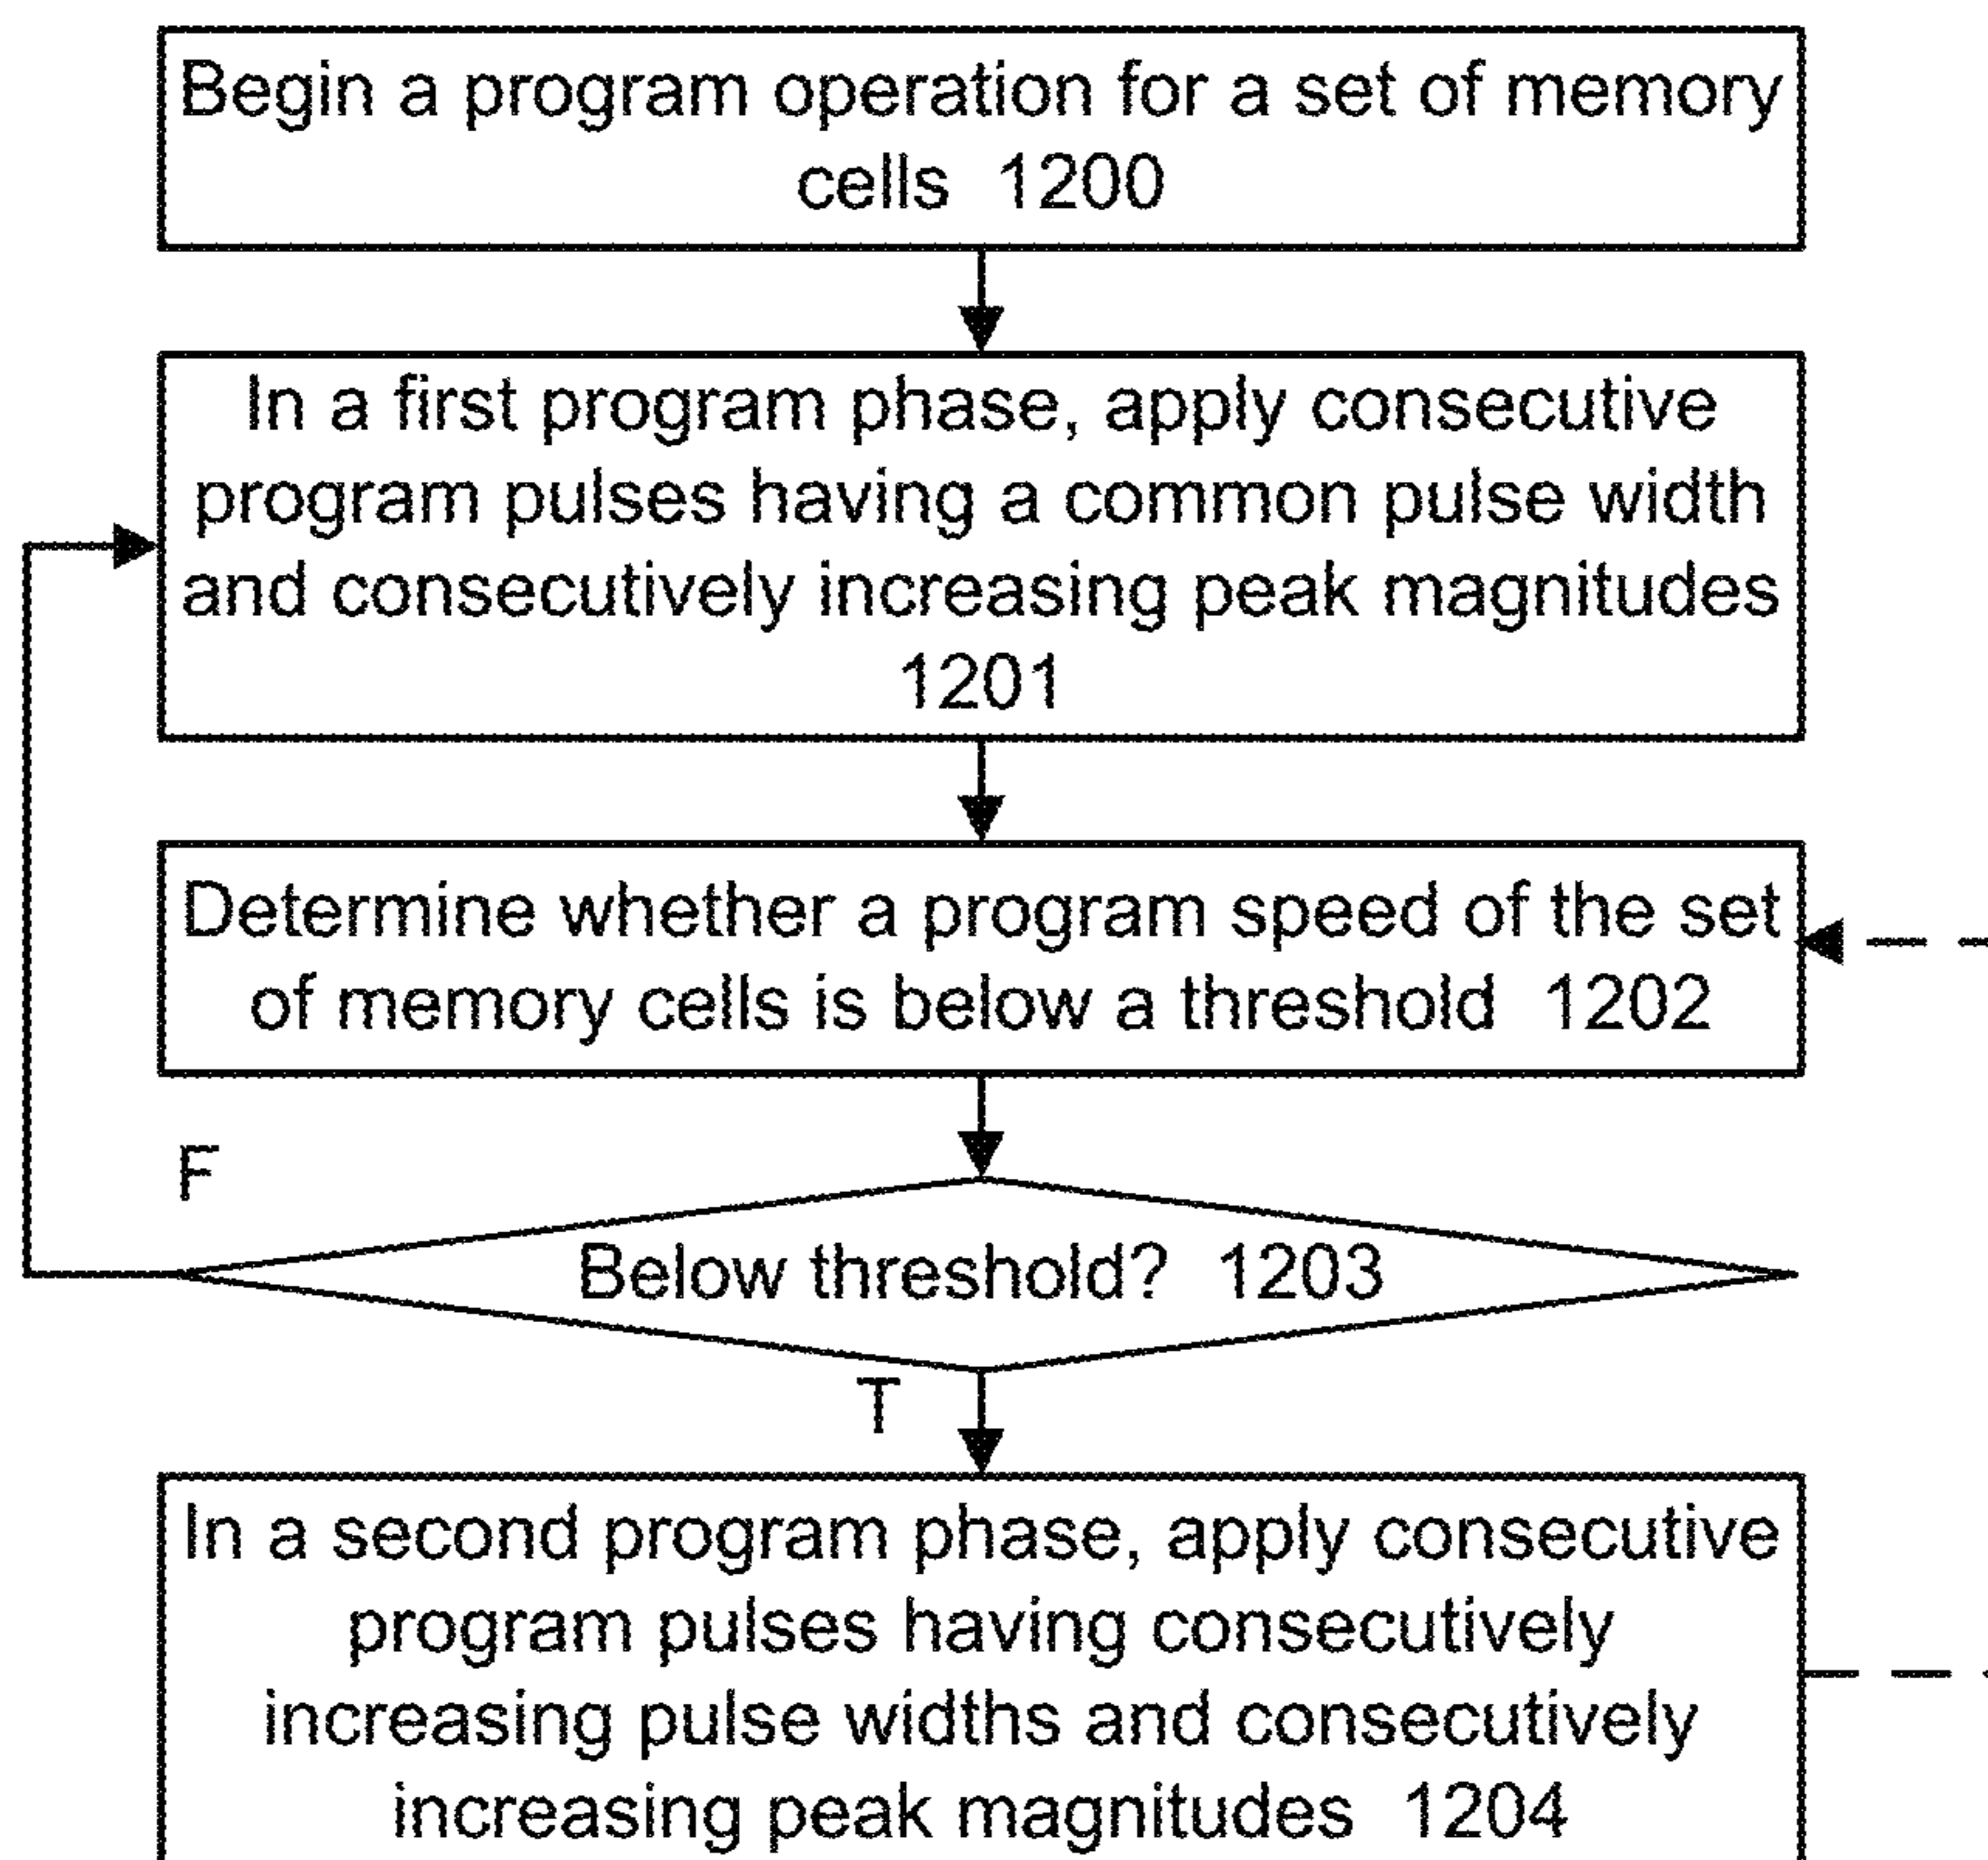 Begin a program operation for a set of memory
cells 1200
In a first program phase, apply consecutive
program pulses having a common pulse width
and consecutively increasing peak magnitudes
1201
Determine whether a program speed of the set
of memory cells is below a threshold 1202
F
Below threshold? 1203
T
In a second program phase, apply consecutive
program pulses having consecutively
increasing pulse widths and consecutively
increasing peak magnitudes 1204